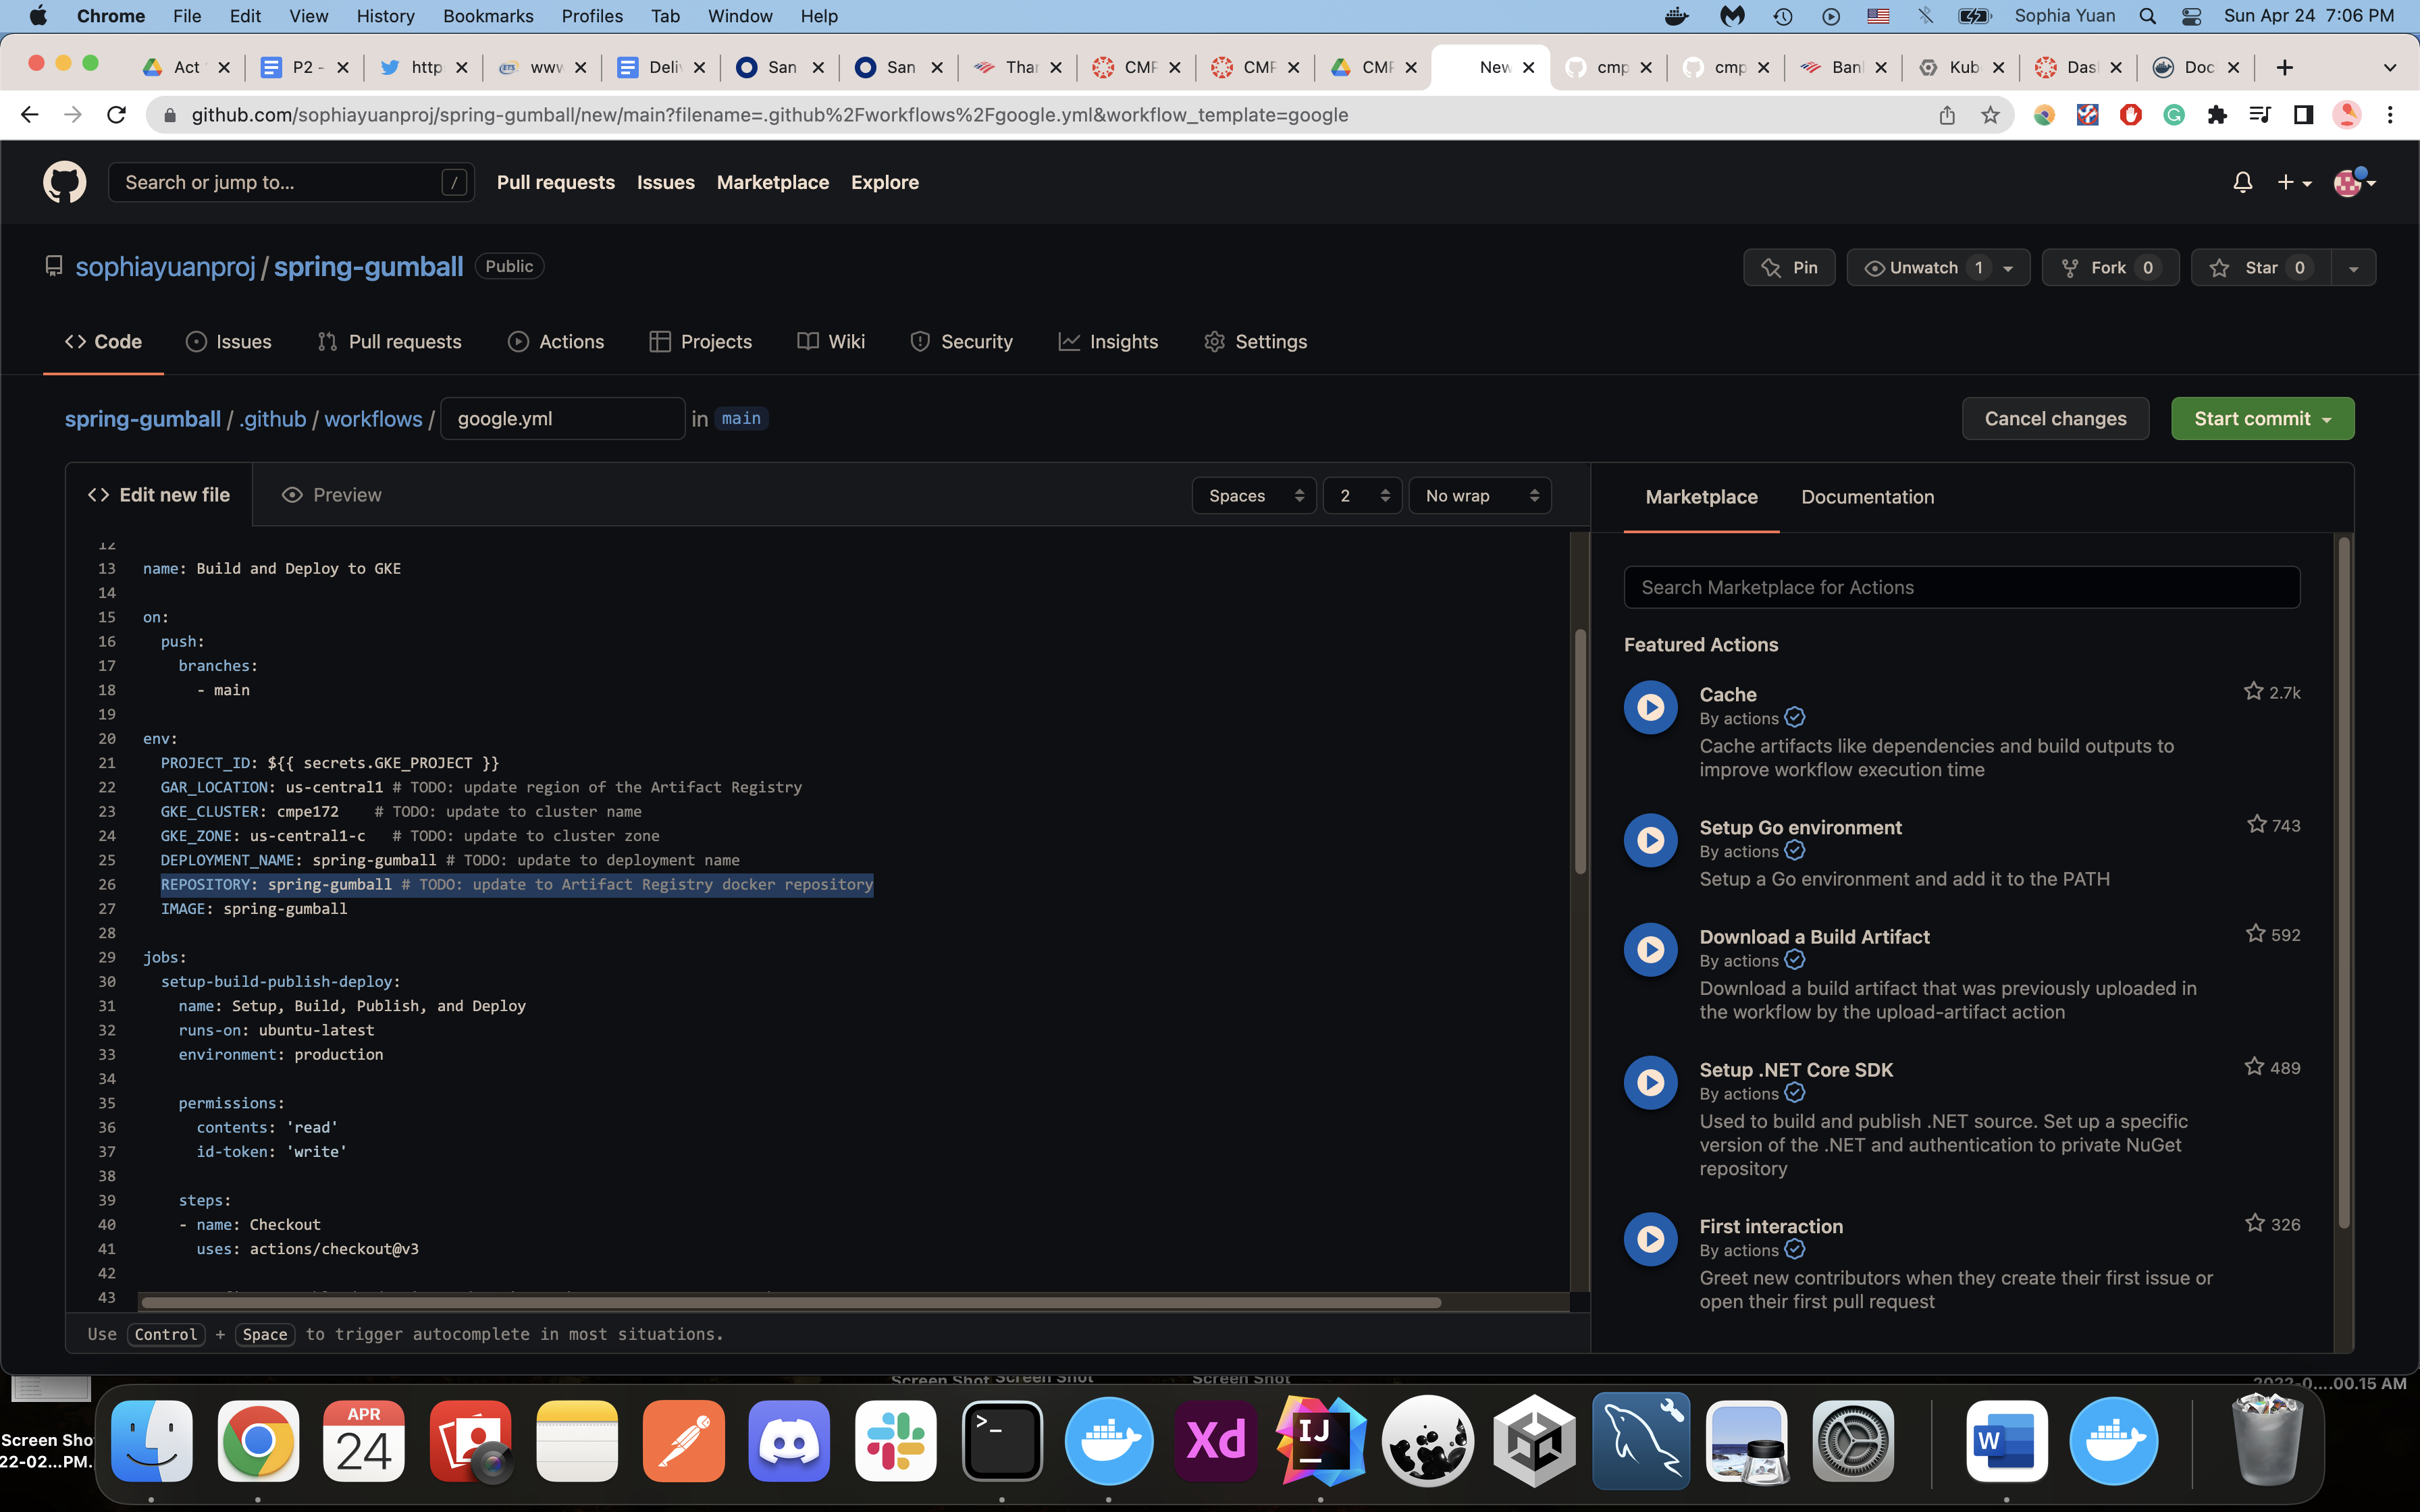 Chrome File Edit View History Bookmarks Profiles Tab Window Help Sophia Yuan Sun Apr 24 7:06 PM
Act P2 - http www Deli San San Than CMP CMP CMP New cmp cmp Ban Kub Das Doc
github.com/sophiayuanproj/spring-gumball/new/main?filename=.github%2Fworkflows%2Fgoogle.yml&workflow_template=google
Search or jump to... / Pull requests Issues Marketplace Explore
sophiayuanproj / spring-gumball Public Pin Unwatch 1 Fork 0 Star 0
Code Issues Pull requests Actions Projects Wiki Security Insights Settings
spring-gumball / .github / workflows / google.yml in main Cancel changes Start commit
<> Edit new file Preview Spaces 2 No wrap
12
13 name: Build and Deploy to GKE
14
15 on:
16 push:
17 branches:
18 - main
19
20 env:
21 PROJECT_ID: ${{ secrets.GKE_PROJECT }}
22 GAR_LOCATION: us-central1 # TODO: update region of the Artifact Registry
23 GKE_CLUSTER: cmpe172    # TODO: update to cluster name
24 GKE_ZONE: us-central1-c   # TODO: update to cluster zone
25 DEPLOYMENT_NAME: spring-gumball # TODO: update to deployment name
26 REPOSITORY: spring-gumball # TODO: update to Artifact Registry docker repository
27 IMAGE: spring-gumball
28
29 jobs:
30 setup-build-publish-deploy:
31 name: Setup, Build, Publish, and Deploy
32 runs-on: ubuntu-latest
33 environment: production
34
35 permissions:
36 contents: 'read'
37 id-token: 'write'
38
39 steps:
40 - name: Checkout
41 uses: actions/checkout@v3
42
43
Use Control + Space to trigger autocomplete in most situations.
Marketplace Documentation
Search Marketplace for Actions
Featured Actions
Cache 2.7k
By actions
Cache artifacts like dependencies and build outputs to
improve workflow execution time
Setup Go environment 743
By actions
Setup a Go environment and add it to the PATH
Download a Build Artifact 592
By actions
Download a build artifact that was previously uploaded in
the workflow by the upload-artifact action
Setup .NET Core SDK 489
By actions
Used to build and publish .NET source. Set up a specific
version of the .NET and authentication to private NuGet
repository
First interaction 326
By actions
Greet new contributors when they create their first issue or
open their first pull request
Screen Shot Screen Shot Screen Shot
2022-0....00.15 AM
Screen Sho
22-02...PM.
APR
24
Xd
IJ
W